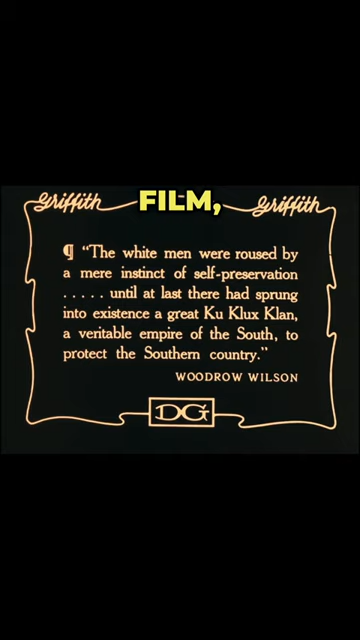 FILM,
Griffith Griffith
¶ "The white men were roused by
a mere instinct of self-preservation
. . . . . until at last there had sprung
into existence a great Ku Klux Klan,
a veritable empire of the South, to
protect the Southern country."
WOODROW WILSON
DG